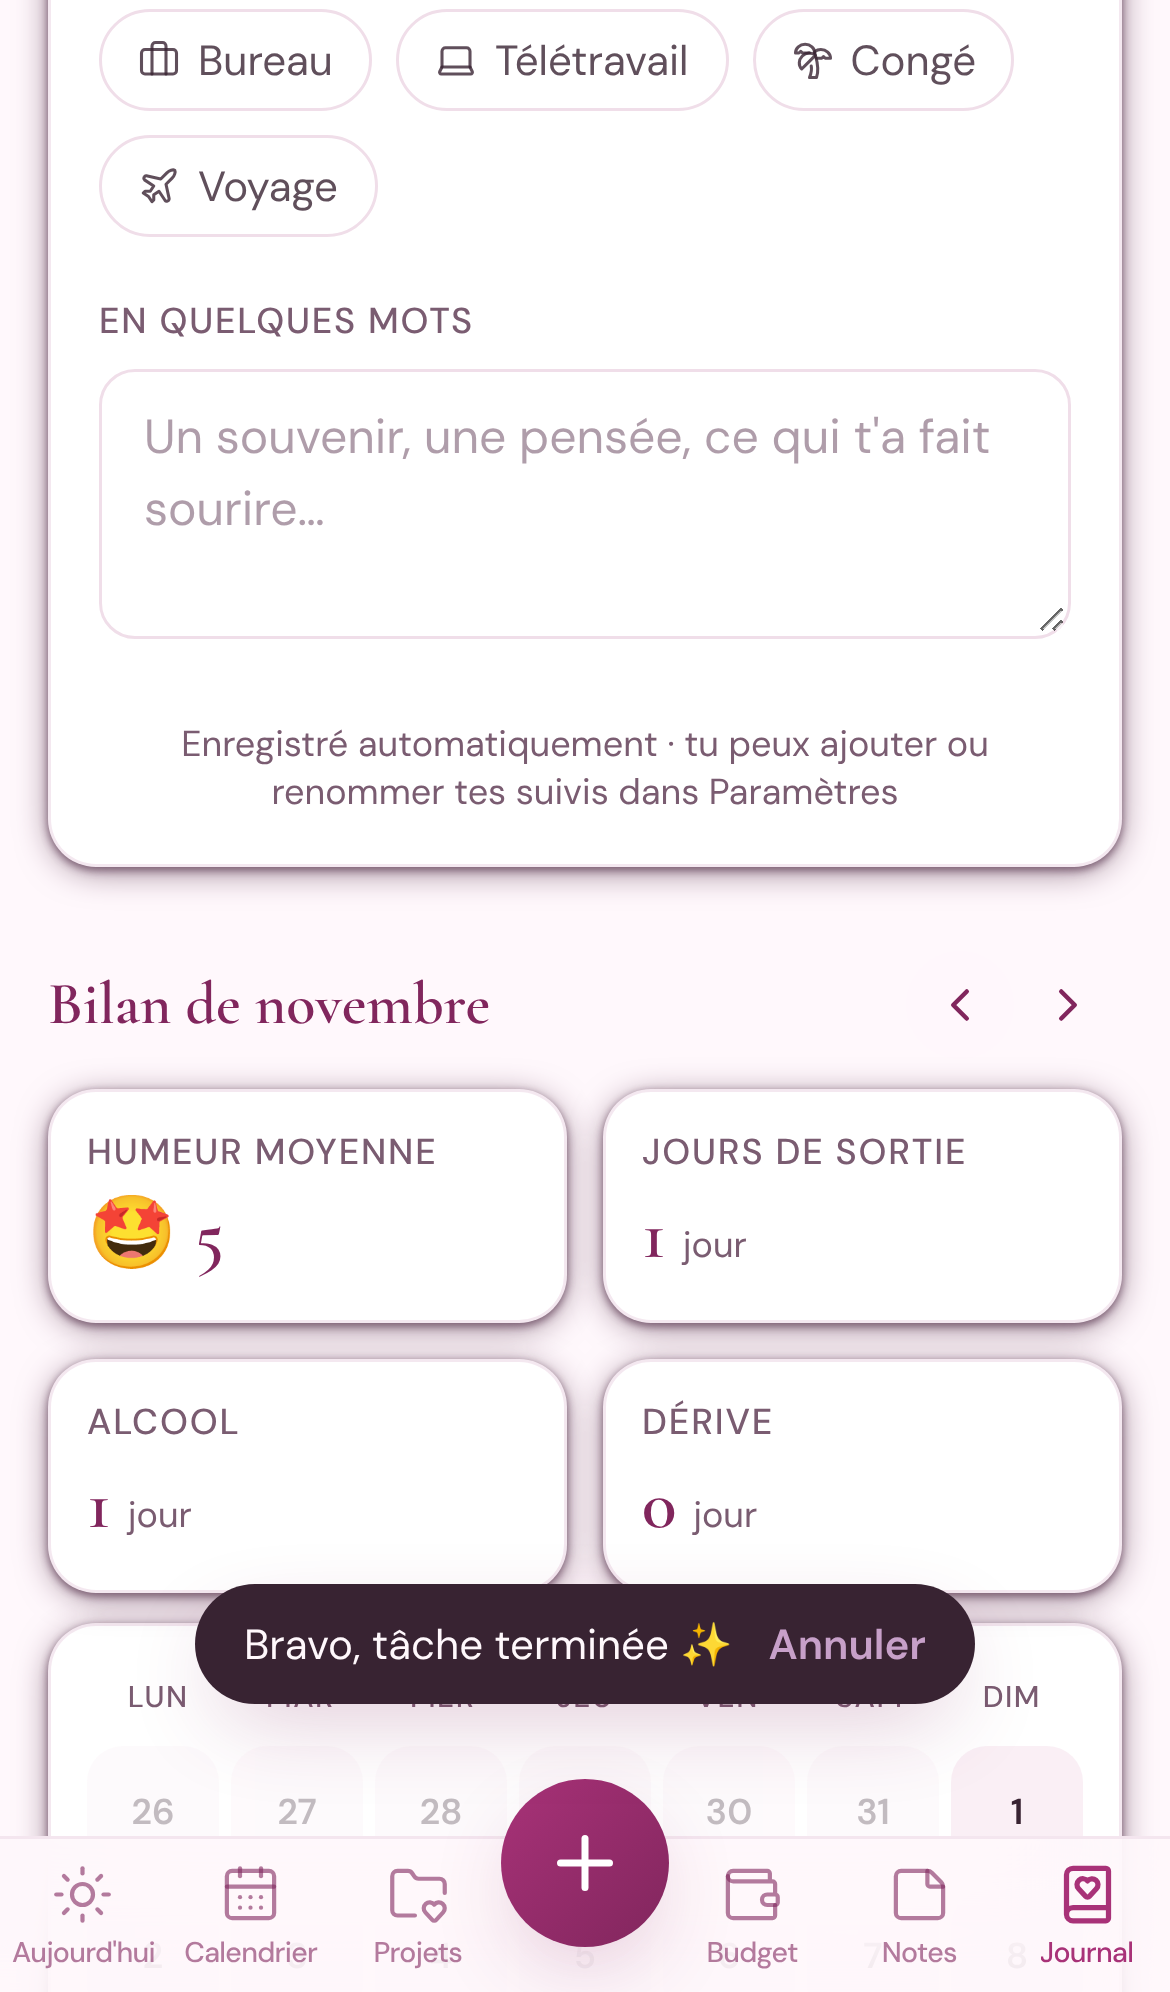 Bureau
Télétravail
Congé
Voyage
EN QUELQUES MOTS
Un souvenir, une pensée, ce qui t'a fait
sourire...
Enregistré automatiquement · tu peux ajouter ou
renommer tes suivis dans Paramètres
Bilan de novembre
HUMEUR MOYENNE
5
JOURS DE SORTIE
1 jour
ALCOOL
1 jour
DÉRIVE
0 jour
Bravo, tâche terminée ✨ Annuler
LUN
DIM
26 27 28 30 31 1
Aujourd'hui Calendrier Projets Budget Notes Journal